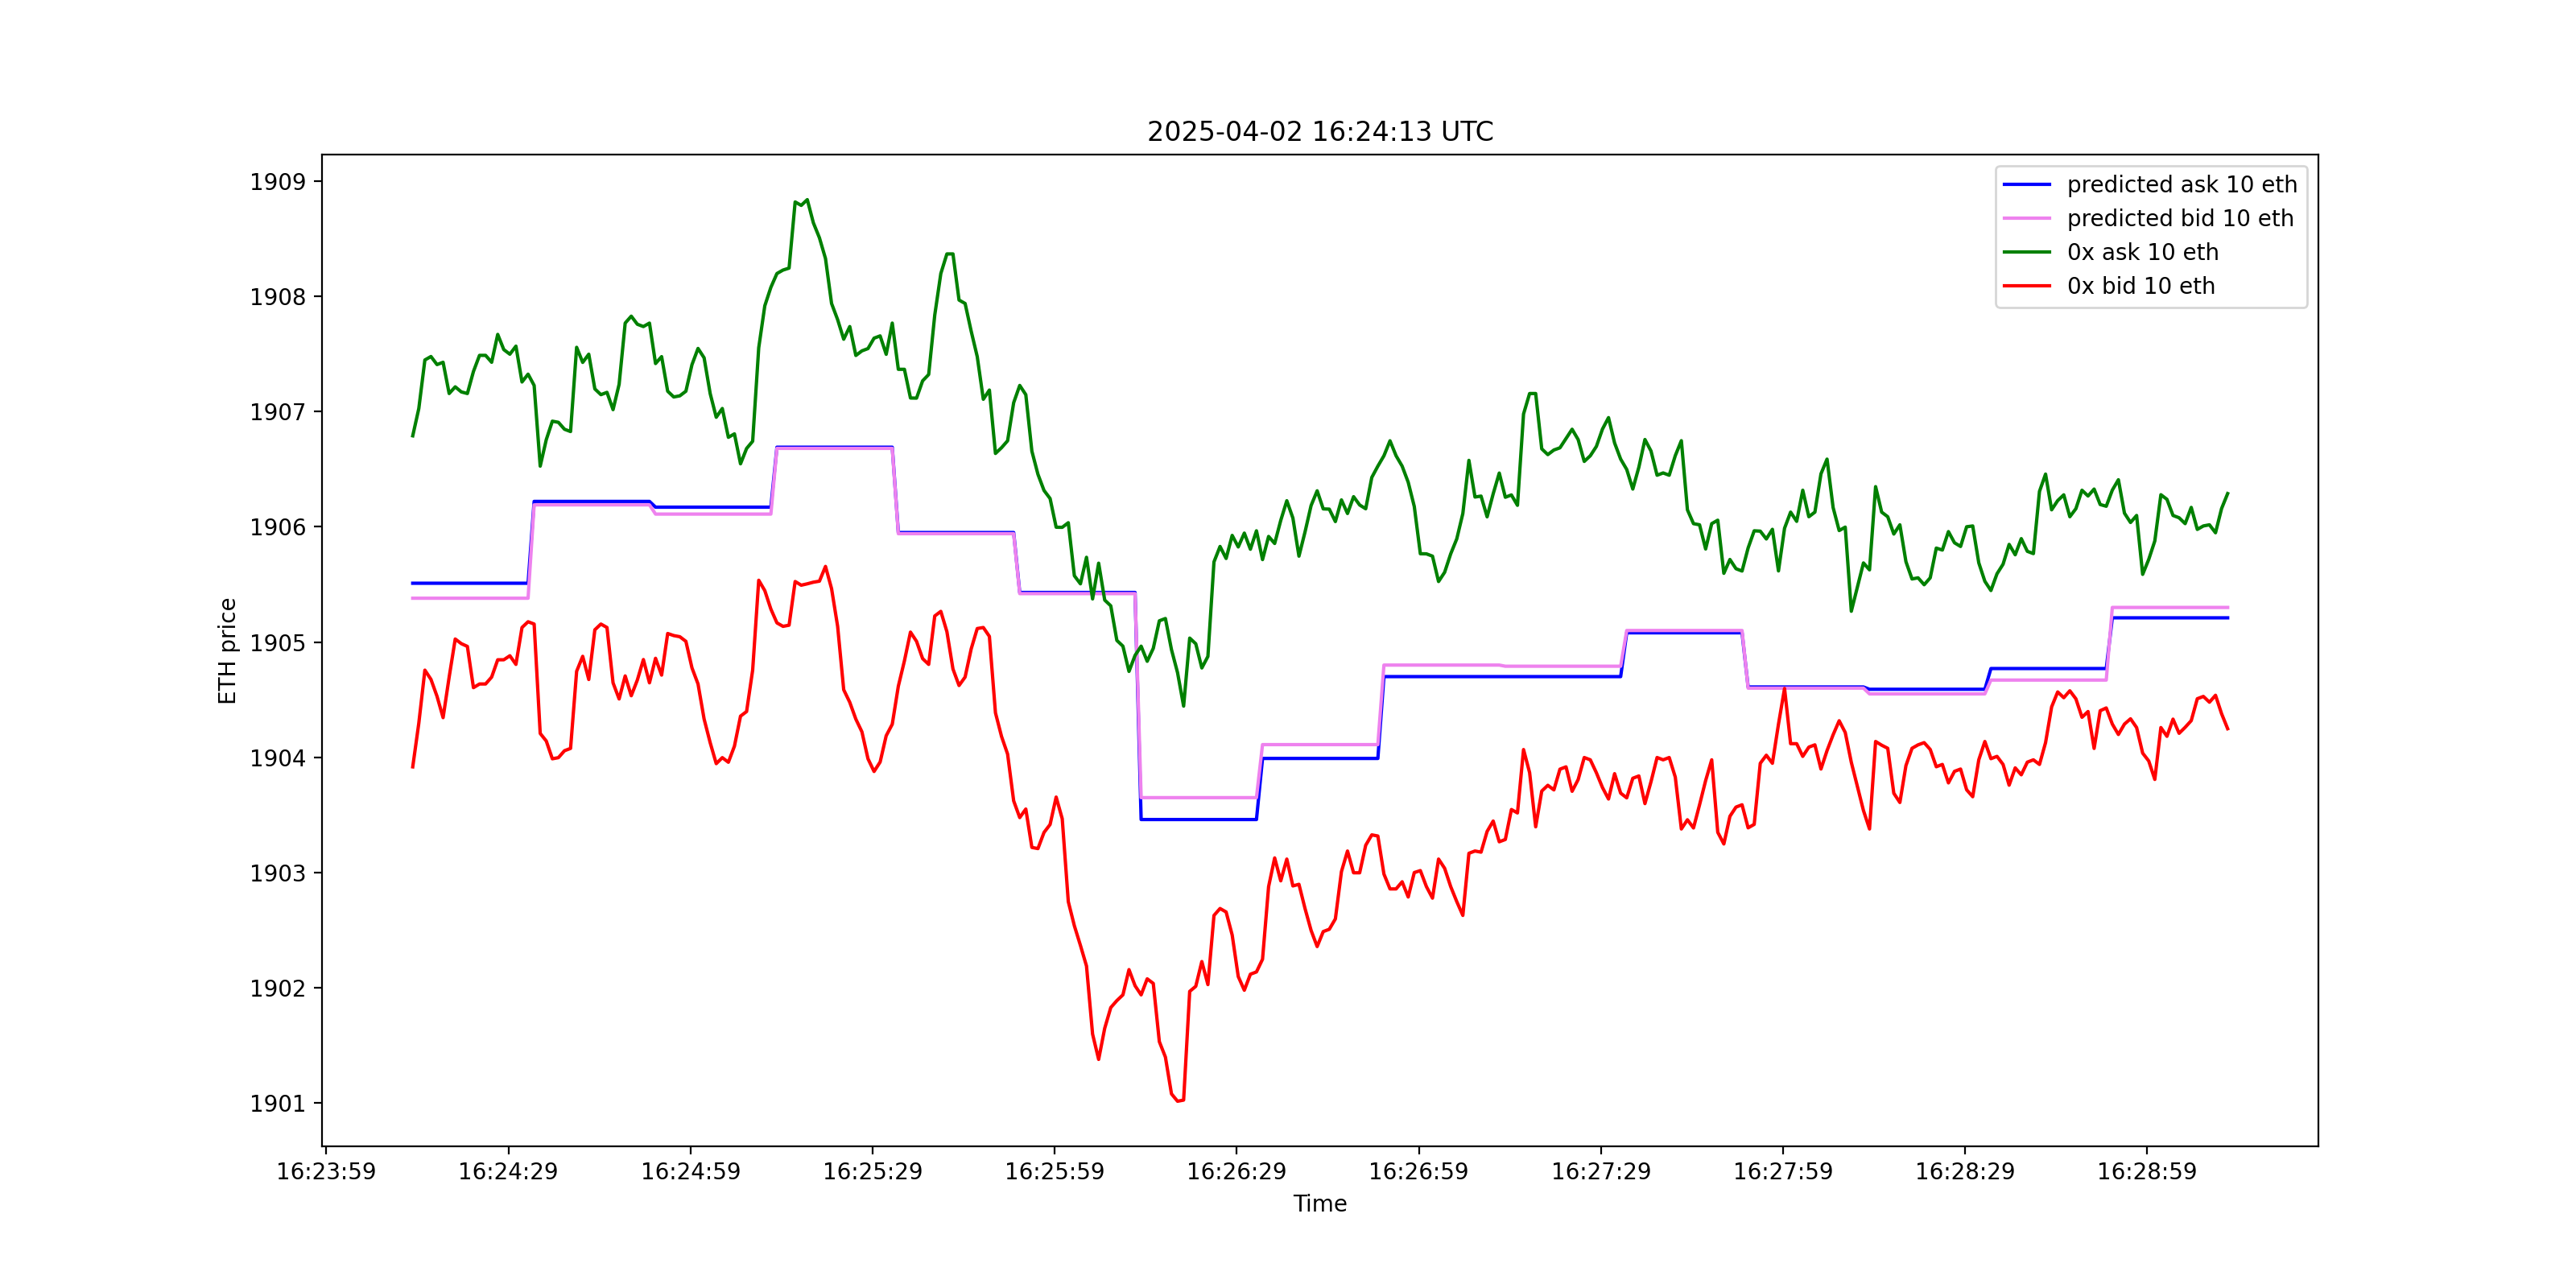 2025-04-02 16:24:13 UTC
predicted ask 10 eth
predicted bid 10 eth
0x ask 10 eth
0x bid 10 eth
ETH price
1909
1908
1907
1906
1905
1904
1903
1902
1901
16:23:59 16:24:29 16:24:59 16:25:29 16:25:59 16:26:29 16:26:59 16:27:29 16:27:59 16:28:29 16:28:59
Time